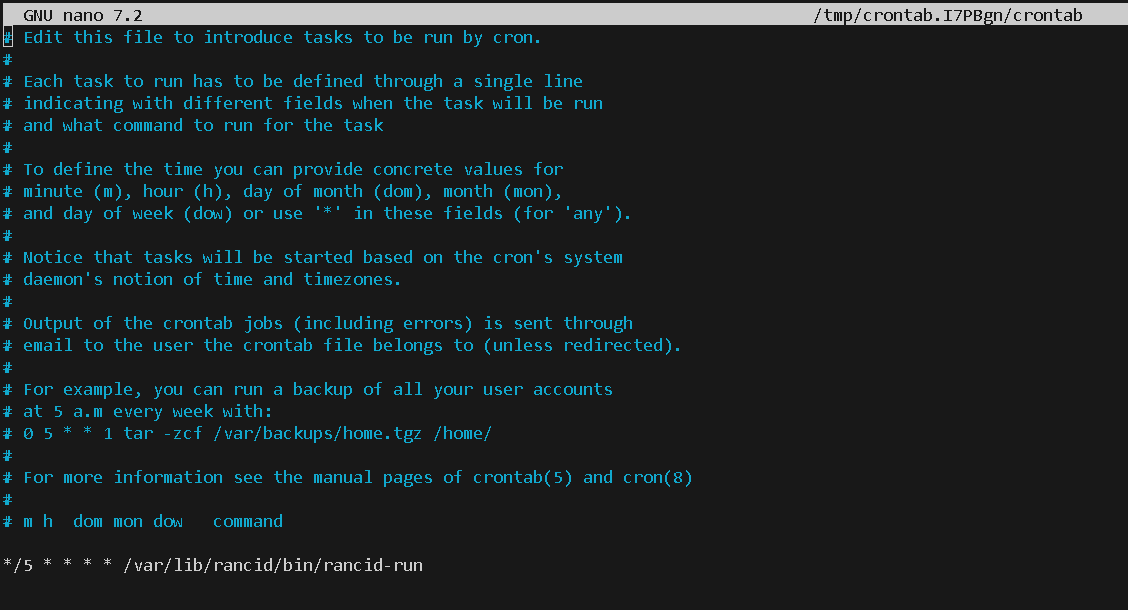 GNU nano 7.2 /tmp/crontab.I7PBgn/crontab
# Edit this file to introduce tasks to be run by cron.
#
# Each task to run has to be defined through a single line
# indicating with different fields when the task will be run
# and what command to run for the task
#
# To define the time you can provide concrete values for
# minute (m), hour (h), day of month (dom), month (mon),
# and day of week (dow) or use '*' in these fields (for 'any').
#
# Notice that tasks will be started based on the cron's system
# daemon's notion of time and timezones.
#
# Output of the crontab jobs (including errors) is sent through
# email to the user the crontab file belongs to (unless redirected).
#
# For example, you can run a backup of all your user accounts
# at 5 a.m every week with:
# 0 5 * * 1 tar -zcf /var/backups/home.tgz /home/
#
# For more information see the manual pages of crontab(5) and cron(8)
#
# m h  dom mon dow   command
*/5 * * * * /var/lib/rancid/bin/rancid-run